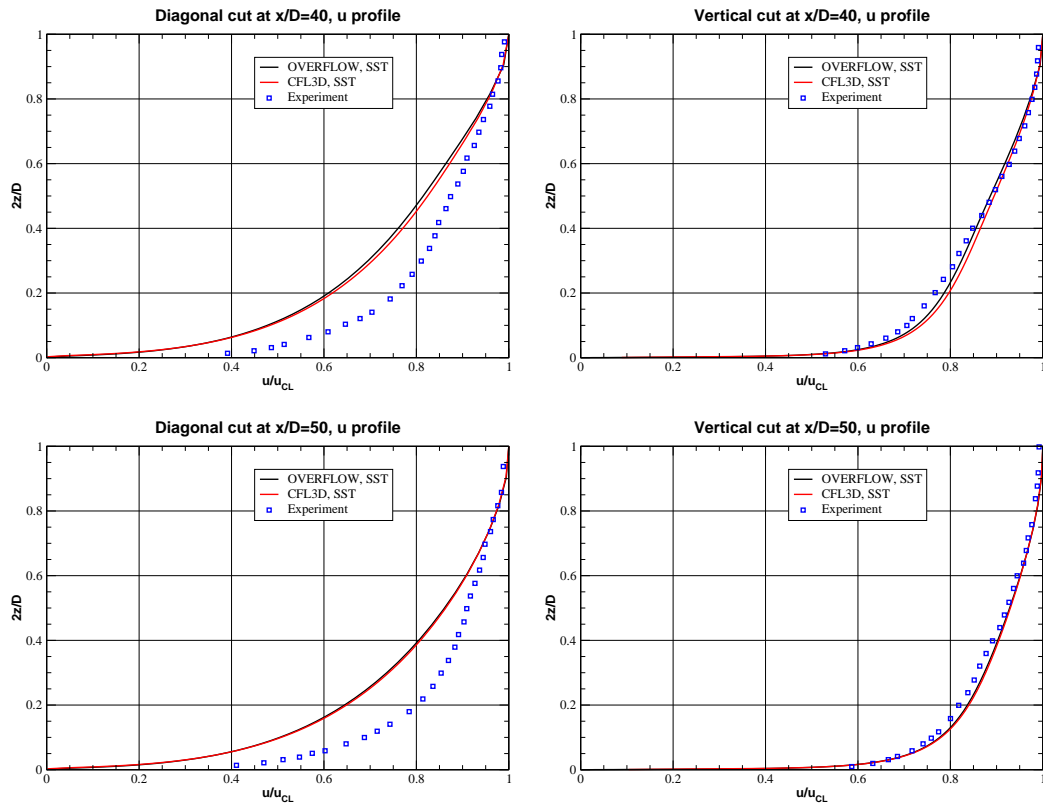 Diagonal cut at x/D=40, u profile
1
0.8
0.6
0.4
0.2
0
2z/D
OVERFLOW, SST
CFL3D, SST
Experiment
0 0.2 0.4 0.6 0.8 1
u/uCL
Vertical cut at x/D=40, u profile
1
0.8
0.6
0.4
0.2
0
2z/D
OVERFLOW, SST
CFL3D, SST
Experiment
0 0.2 0.4 0.6 0.8 1
u/uCL
Diagonal cut at x/D=50, u profile
1
0.8
0.6
0.4
0.2
0
2z/D
OVERFLOW, SST
CFL3D, SST
Experiment
0 0.2 0.4 0.6 0.8 1
u/uCL
Vertical cut at x/D=50, u profile
1
0.8
0.6
0.4
0.2
0
2z/D
OVERFLOW, SST
CFL3D, SST
Experiment
0 0.2 0.4 0.6 0.8 1
u/uCL